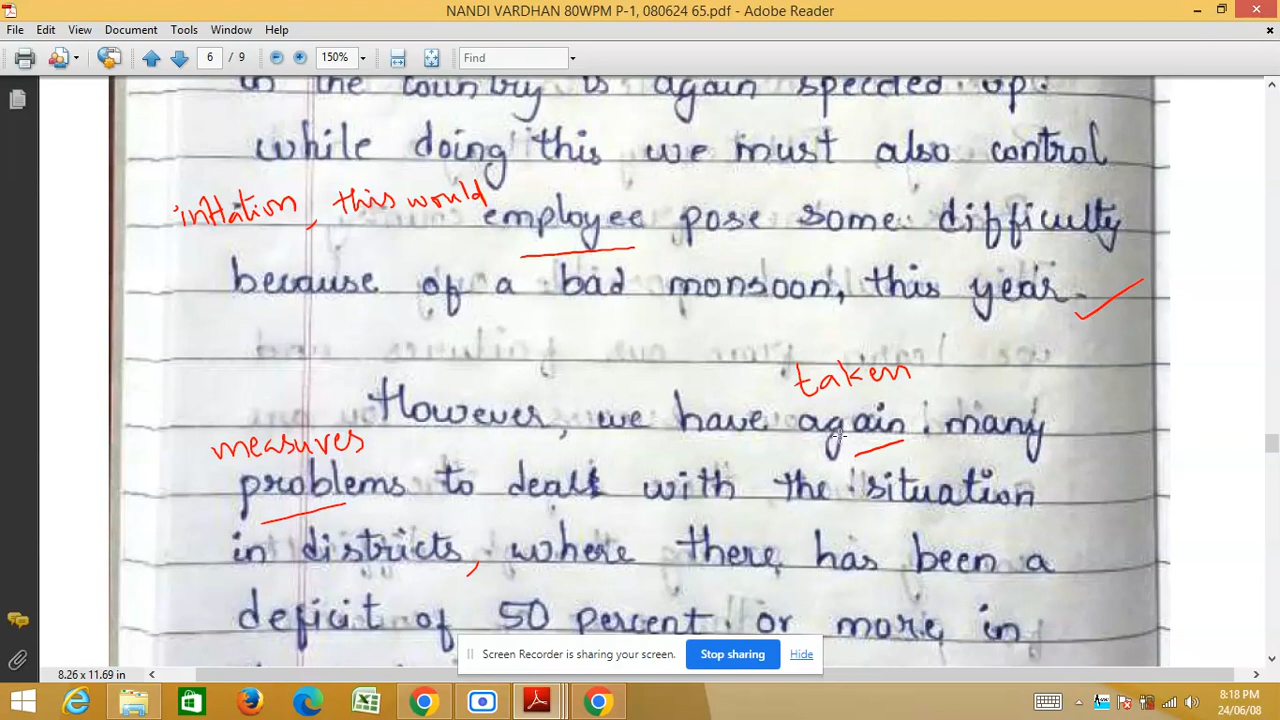 NANDI VARDHAN 80WPM P-1, 080624 65.pdf - Adobe Reader
File Edit View Document Tools Window Help
6 / 9 150% Find
in the country is again speeded up.
while doing this we must also control
inflation, this would
employee pose some difficulty
because of a bad monsoon, this year.
taken
However, we have again many
measures
problems to deal with the situation
in districts, where there has been a
deficit of 50 percent or more in
Screen Recorder is sharing your screen. Stop sharing Hide
8.26 x 11.69 in
8:18 PM
24/06/08